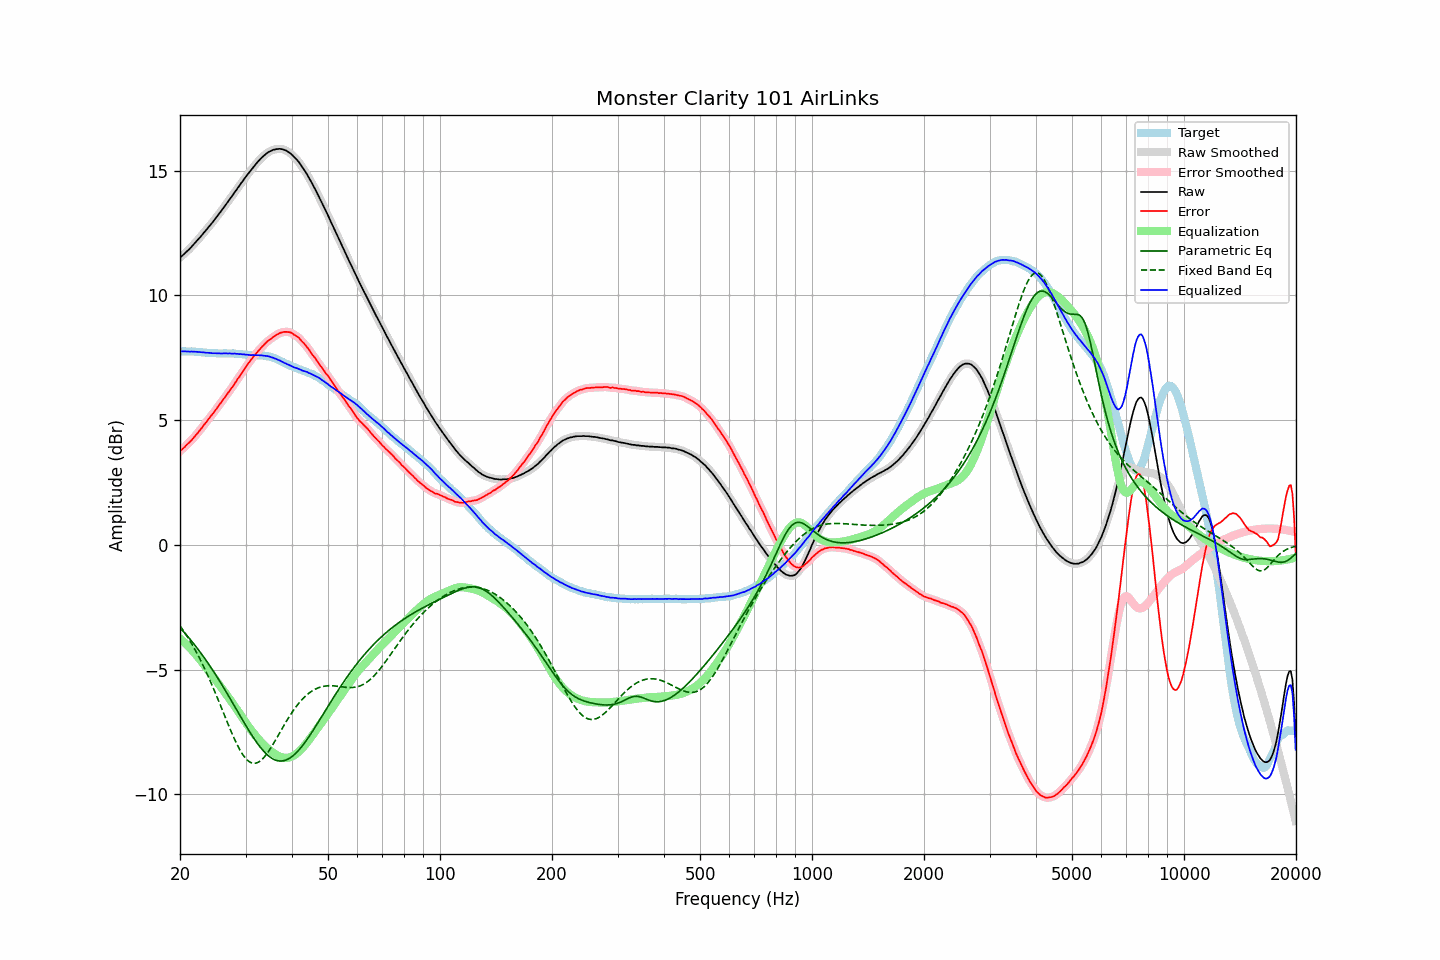 Monster Clarity 101 AirLinks
Target
Raw Smoothed
Error Smoothed
Raw
Error
Equalization
Parametric Eq
Fixed Band Eq
Equalized
Amplitude (dBr)
15
10
5
0
−5
−10
20 50 100 200 500 1000 2000 5000 10000 20000
Frequency (Hz)